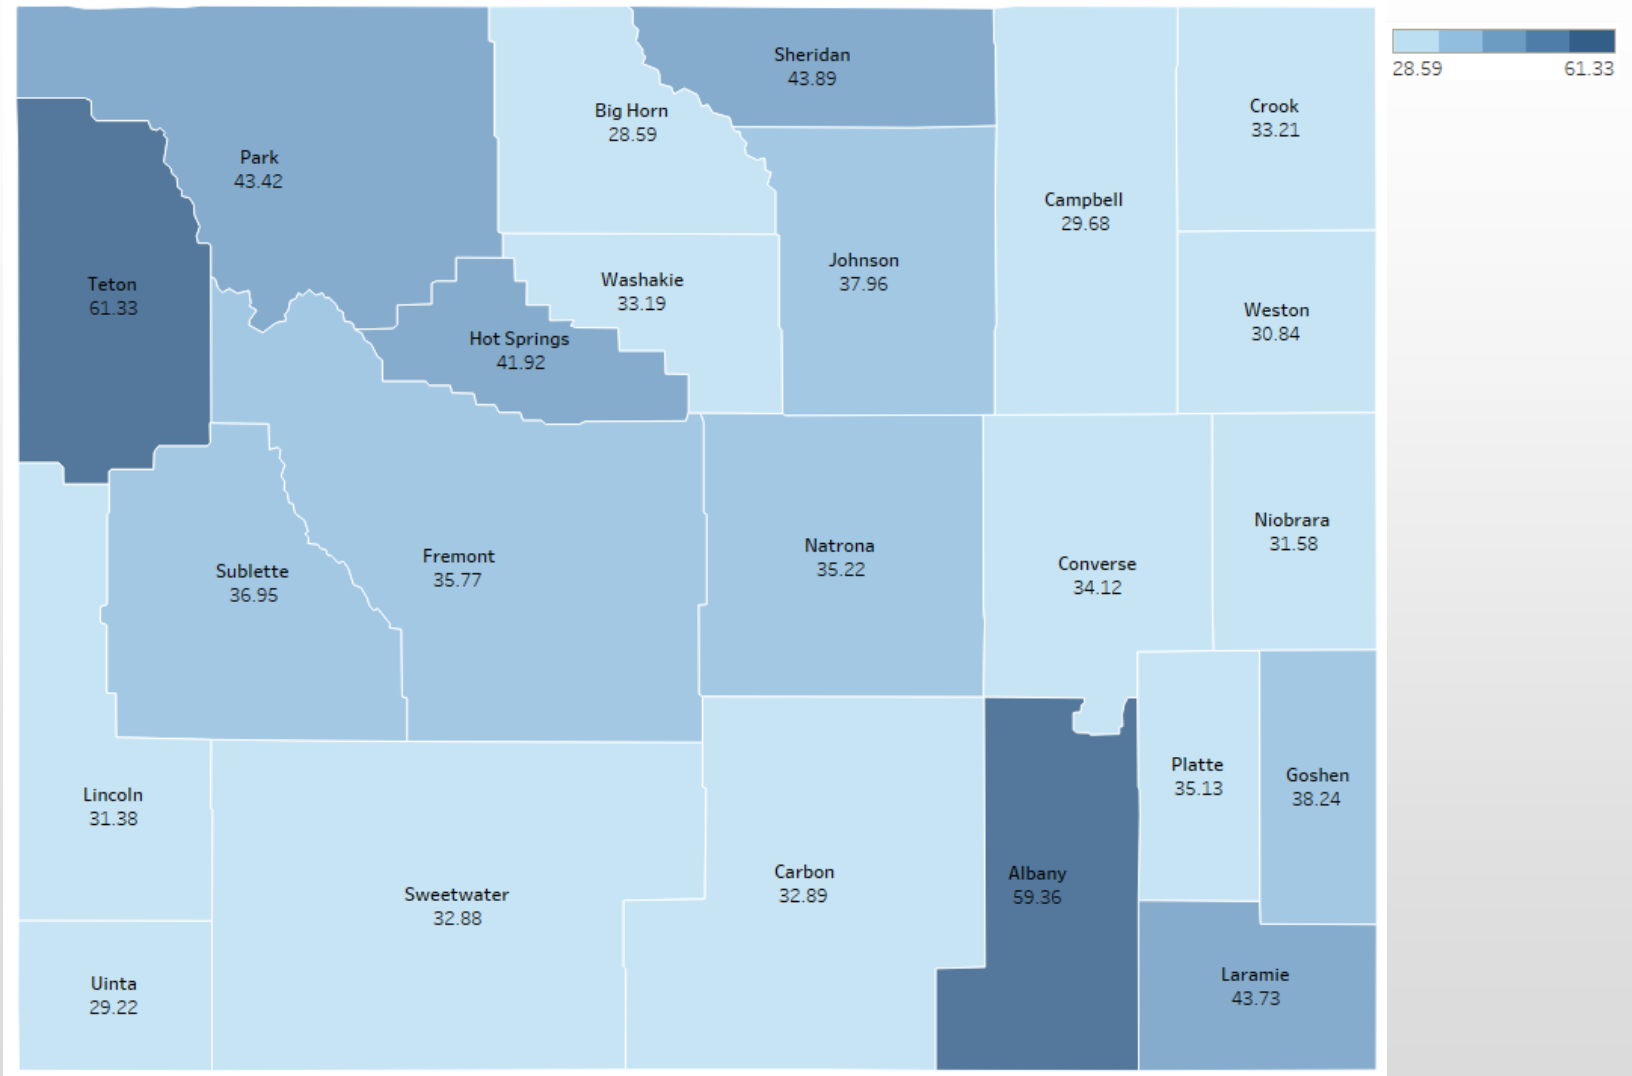 Sheridan
43.89
28.59
61.33
Big Horn
28.59
Crook
33.21
Park
43.42
Campbell
29.68
Teton
61.33
Washakie
33.19
Johnson
37.96
Weston
30.84
Hot Springs
41.92
Niobrara
31.58
Natrona
35.22
Fremont
35.77
Converse
34.12
Sublette
36.95
Platte
35.13
Goshen
38.24
Lincoln
31.38
Carbon
32.89
Albany
59.36
Sweetwater
32.88
Laramie
43.73
Uinta
29.22